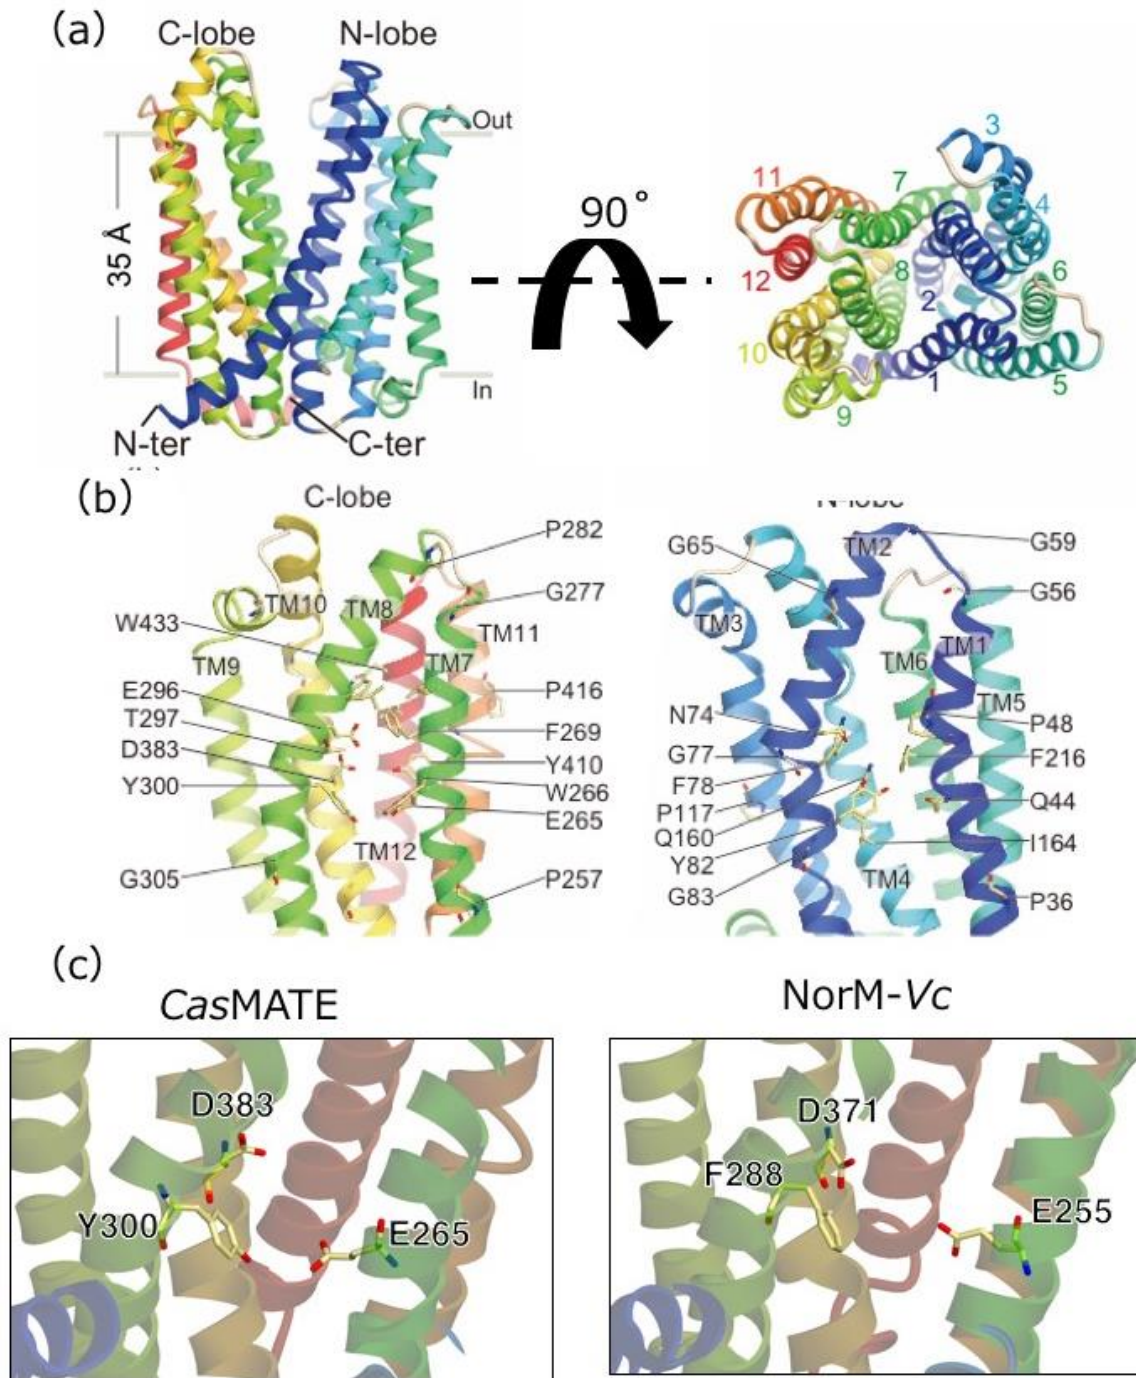 (a)
C-lobe
N-lobe
Out
35 Å
In
N-ter
C-ter
90°
3
11
7
4
12
8
6
2
10
1
5
9
(b)
C-lobe
N-lobe
P282
G277
TM10
TM8
W433
TM11
TM9
TM7
E296
P416
T297
F269
D383
Y410
Y300
W266
E265
TM12
G305
P257
G65
TM2
G59
G56
TM3
TM6
TM1
TM5
N74
P48
G77
F216
F78
P117
Q44
Q160
Y82
I164
G83
TM4
P36
(c)
CasMATE
NorM-Vc
D383
Y300
E265
D371
F288
E255